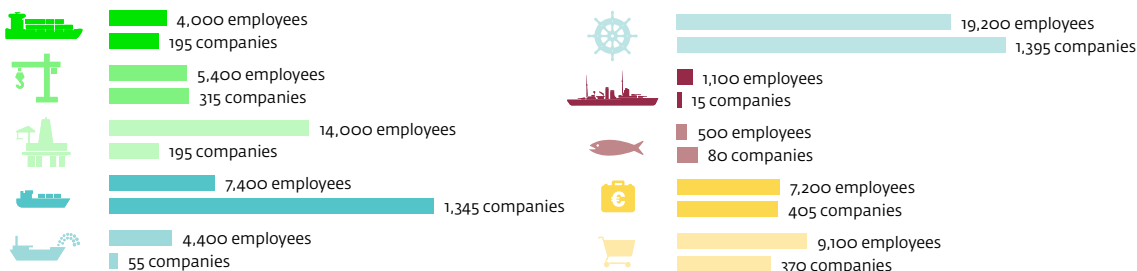 4,000 employees
195 companies
5,400 employees
315 companies
14,000 employees
195 companies
7,400 employees
1,345 companies
4,400 employees
55 companies
19,200 employees
1,395 companies
1,100 employees
15 companies
500 employees
80 companies
€
7,200 employees
405 companies
9,100 employees
370 companies